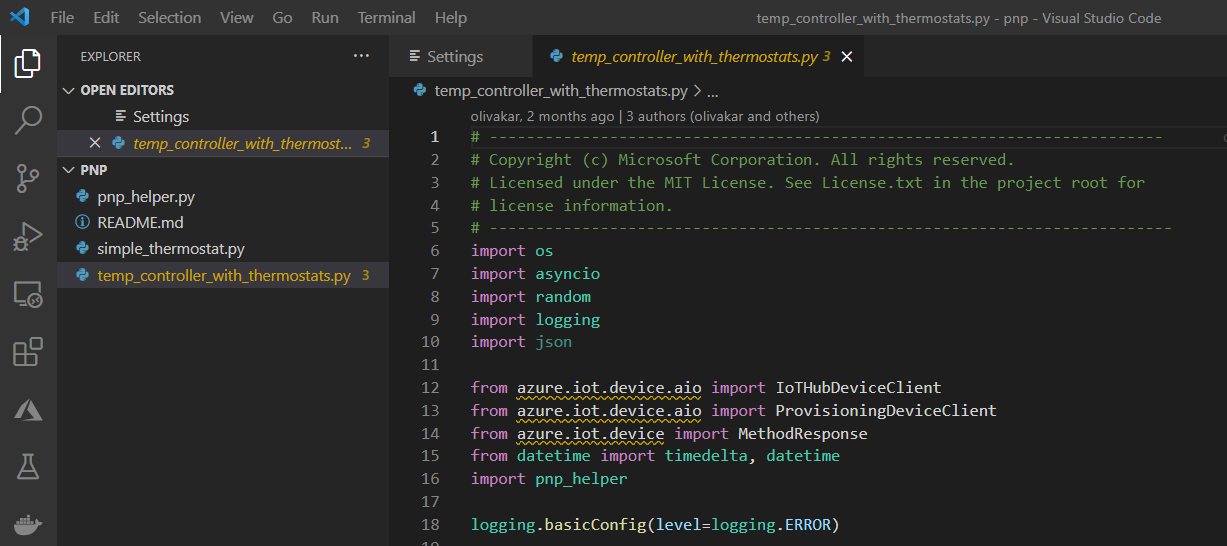 File Edit Selection View Go Run Terminal Help
temp_controller_with_thermostats.py - pnp - Visual Studio Code
EXPLORER ...
OPEN EDITORS
Settings
temp_controller_with_thermost... 3
PNP
pnp_helper.py
README.md
simple_thermostat.py
temp_controller_with_thermostats.py 3
Settings
temp_controller_with_thermostats.py 3
temp_controller_with_thermostats.py > ...
olivakar, 2 months ago | 3 authors (olivakar and others)
1 # -------------------------------------------------------------------------
2 # Copyright (c) Microsoft Corporation. All rights reserved.
3 # Licensed under the MIT License. See License.txt in the project root for
4 # license information.
5 # --------------------------------------------------------------------------
6 import os
7 import asyncio
8 import random
9 import logging
10 import json
11
12 from azure.iot.device.aio import IoTHubDeviceClient
13 from azure.iot.device.aio import ProvisioningDeviceClient
14 from azure.iot.device import MethodResponse
15 from datetime import timedelta, datetime
16 import pnp_helper
17
18 logging.basicConfig(level=logging.ERROR)